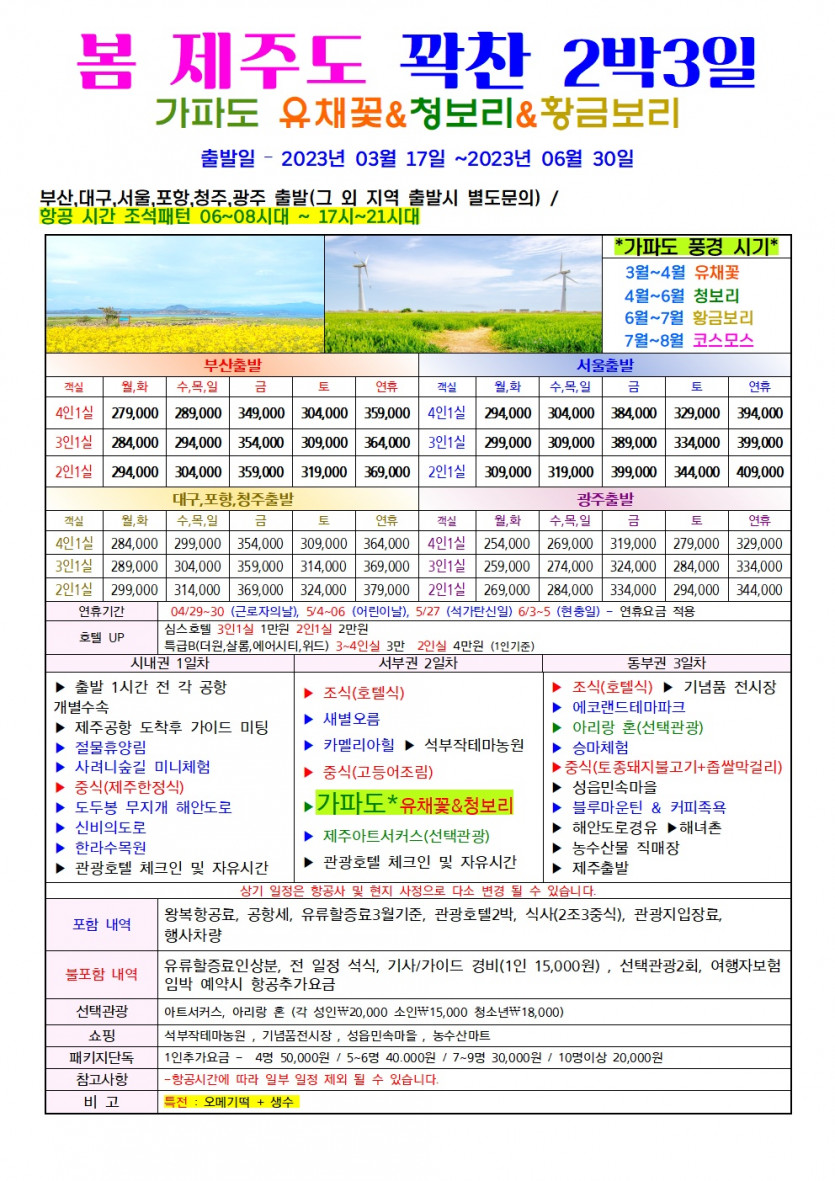 봄 제주도 꽉찬 2박3일
가파도 유채꽃&청보리&황금보리
출발일 - 2023년 03월 17일 ~2023년 06월 30일
부산,대구,서울,포항,청주,광주 출발(그 외 지역 출발시 별도문의) /
항공 시간 조석패턴 06~08시대 ~ 17시~21시대
*가파도 풍경 시기*
3월~4월 유채꽃
4월~6월 청보리
6월~7월 황금보리
7월~8월 코스모스
부산출발
객실 월,화 수,목,일 금 토 연휴
4인1실 279,000 289,000 349,000 304,000 359,000
3인1실 284,000 294,000 354,000 309,000 364,000
2인1실 294,000 304,000 359,000 319,000 369,000
서울출발
객실 월,화 수,목,일 금 토 연휴
4인1실 294,000 304,000 384,000 329,000 394,000
3인1실 299,000 309,000 389,000 334,000 399,000
2인1실 309,000 319,000 399,000 344,000 409,000
대구,포항,청주출발
객실 월,화 수,목,일 금 토 연휴
4인1실 284,000 299,000 354,000 309,000 364,000
3인1실 289,000 304,000 359,000 314,000 369,000
2인1실 299,000 314,000 369,000 324,000 379,000
광주출발
객실 월,화 수,목,일 금 토 연휴
4인1실 254,000 269,000 319,000 279,000 329,000
3인1실 259,000 274,000 324,000 284,000 334,000
2인1실 269,000 284,000 334,000 294,000 344,000
연휴기간 04/29~30 (근로자의날), 5/4~06 (어린이날), 5/27 (석가탄신일) 6/3~5 (현충일) - 연휴요금 적용
호텔 UP
심스호텔 3인1실 1만원 2인1실 2만원
특급B(더원,샬롬,에어시티,위드) 3~4인실 3만 2인실 4만원 (1인기준)
시내권 1일차
▶ 출발 1시간 전 각 공항
개별수속
▶ 제주공항 도착후 가이드 미팅
▶ 절물휴양림
▶ 사려니숲길 미니체험
▶ 중식(제주한정식)
▶ 도두봉 무지개 해안도로
▶ 신비의도로
▶ 한라수목원
▶ 관광호텔 체크인 및 자유시간
서부권 2일차
▶ 조식(호텔식)
▶ 새별오름
▶ 카멜리아힐 ▶ 석부작테마농원
▶ 중식(고등어조림)
▶가파도*유채꽃&청보리
▶ 제주아트서커스(선택관광)
▶ 관광호텔 체크인 및 자유시간
동부권 3일차
▶ 조식(호텔식) ▶ 기념품 전시장
▶ 에코랜드테마파크
▶ 아리랑 혼(선택관광)
▶ 승마체험
▶중식(토종돼지불고기+좁쌀막걸리)
▶ 성읍민속마을
▶ 블루마운틴 & 커피족욕
▶ 해안도로경유 ▶해녀촌
▶ 농수산물 직매장
▶ 제주출발
상기 일정은 항공사 및 현지 사정으로 다소 변경 될 수 있습니다.
포함 내역
왕복항공료, 공항세, 유류할증료3월기준, 관광호텔2박, 식사(2조3중식), 관광지입장료,
행사차량
불포함 내역
유류할증료인상분, 전 일정 석식, 기사/가이드 경비(1인 15,000원) , 선택관광2회, 여행자보험
임박 예약시 항공추가요금
선택관광 아트서커스, 아리랑 혼 (각 성인₩20,000 소인₩15,000 청소년₩18,000)
쇼핑 석부작테마농원 , 기념품전시장 , 성읍민속마을 , 농수산마트
패키지단독 1인추가요금 - 4명 50,000원 / 5~6명 40.000원 / 7~9명 30,000원 / 10명이상 20,000원
참고사항 -항공시간에 따라 일부 일정 제외 될 수 있습니다.
비 고 특전 : 오메기떡 + 생수